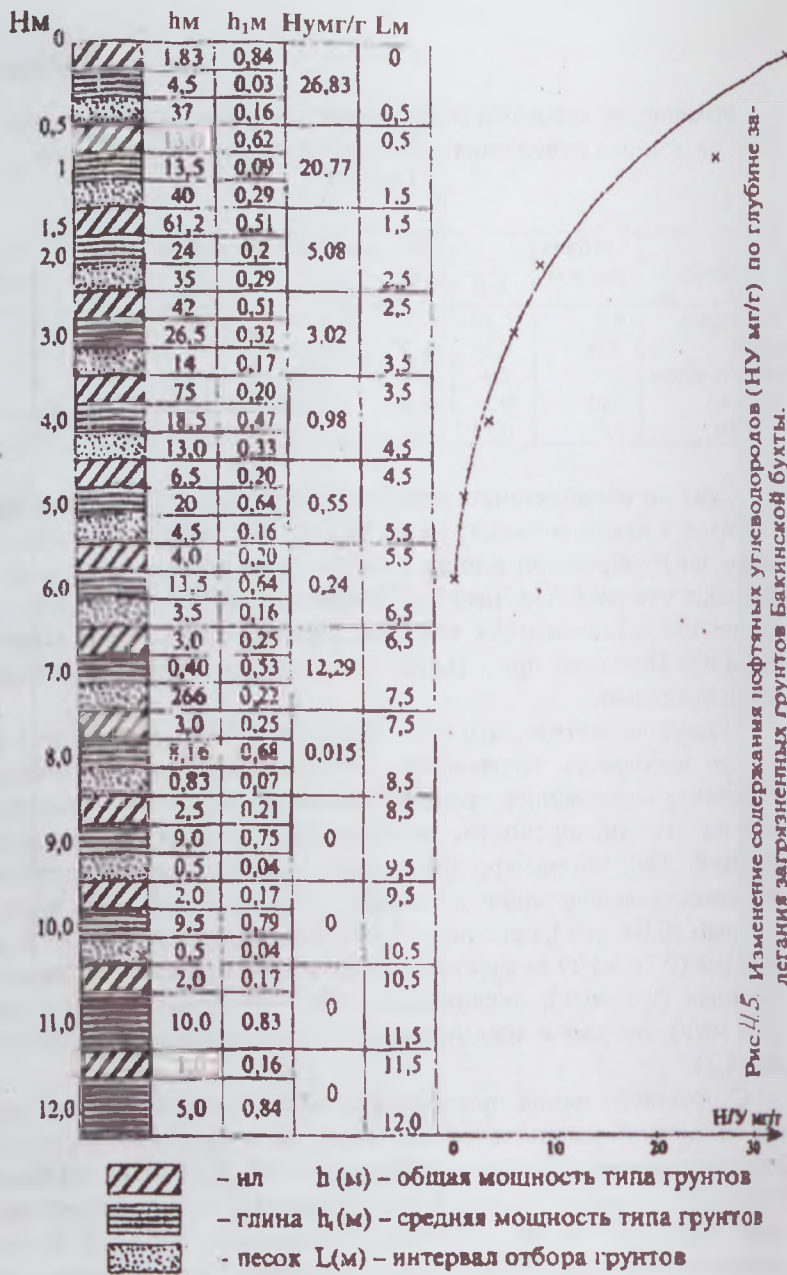 Нм hм h₁м Нумг/г Lм
0
1.83 0,84 26,83 0
4,5 0.03
37 0,16 0,5
0,5
13,0 0,62 20,77 0,5
1 13,5 0,09
40 0,29 1.5
1,5 61,2 0,51 5,08 1,5
2,0 24 0,2
35 0,29 2,5
42 0,51 3.02 2,5
3.0 26,5 0,32
14 0,17 3,5
75 0,20 0,98 3,5
4,0 18.5 0,47
13,0 0,33 4,5
6.5 0,20 0,55 4,5
5,0 20 0,64
4,5 0.16 5,5
4,0 0,20 0,24 5,5
6.0 13,5 0,64
3,5 0,16 6,5
3,0 0,25 12,29 6,5
7.0 0,40 0,53
266 0,22 7,5
3,0 0,25 0,015 7,5
8,0 8,16 0,68
0,83 0,07 8,5
2,5 0,21 0 8,5
9,0 9,0 0,75
0,5 0,04 9,5
2,0 0,17 0 9,5
10,0 9,5 0,79
0,5 0,04 10,5
2,0 0,17 0 10,5
11,0 10,0 0.83 11,5
1,0 0,16 0 11,5
12,0 5,0 0,84 12,0
0 10 20 30
Н/У мг/г
– ил h (м) – общая мощность типа грунтов
– глина h₁(м) – средняя мощность типа грунтов
- песок L(м) – интервал отбора грунтов
Рис.4.5. Изменение содержания нефтяных углеводородов (НУ мг/г) по глубине за-
легания загрязненных грунтов Бакинской бухты.